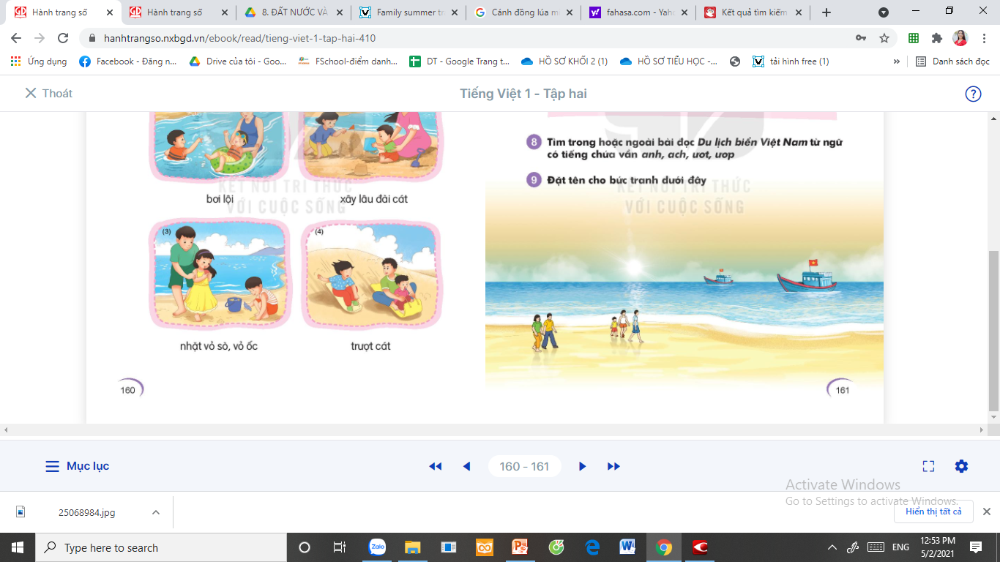 Hành trang số
Hành trang số
8. ĐẤT NƯỚC VÀ
Family summer tr
Cánh đồng lúa mi
fahasa.com - Yaho
Kết quả tìm kiếm
hanhtrangso.nxbgd.vn/ebook/read/tieng-viet-1-tap-hai-410
Ứng dụng
Facebook - Đăng n...
Drive của tôi - Goo...
FSchool-điểm danh...
DT - Google Trang t...
HỒ SƠ KHỐI 2 (1)
HỒ SƠ TIỂU HỌC -...
tải hình free (1)
»
Danh sách đọc
Thoát
Tiếng Việt 1 - Tập hai
?
bơi lội
xây lâu đài cát
(3)
(4)
nhặt vỏ sò, vỏ ốc
trượt cát
KẾT NỐI TRI THỨC
VỚI CUỘC SỐNG
160
8 Tìm trong hoặc ngoài bài đọc Du lịch biển Việt Nam từ ngữ
có tiếng chứa vần anh, ach, ươt, ươp
9 Đặt tên cho bức tranh dưới đây
KẾT NỐI TRI THỨC
VỚI CUỘC SỐNG
161
Mục lục
160 - 161
Activate Windows
Go to Settings to activate Windows.
25068984.jpg
Hiển thị tất cả
Type here to search
Zalo
ENG
12:53 PM
5/2/2021